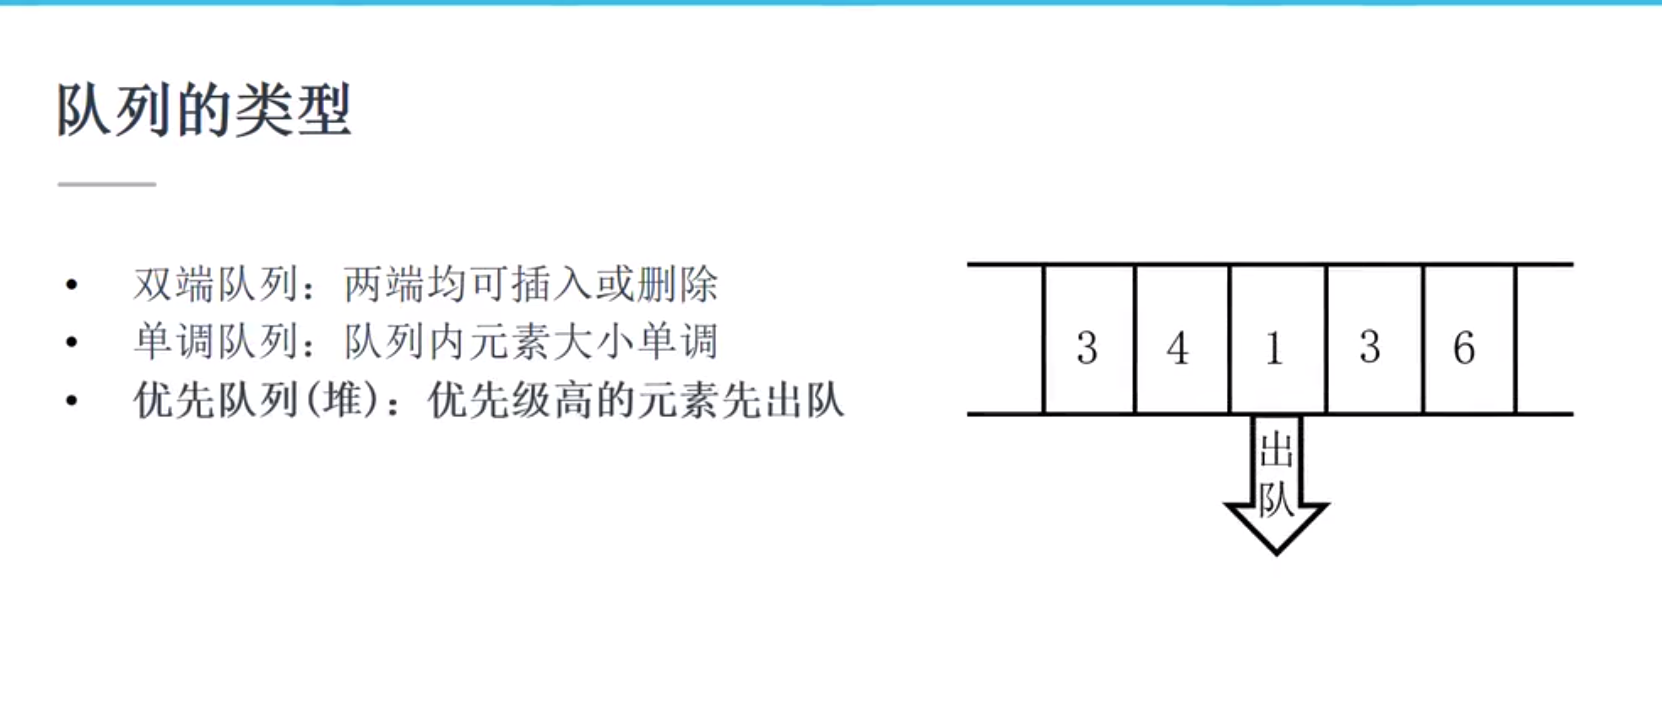 队列的类型
• 双端队列：两端均可插入或删除
• 单调队列：队列内元素大小单调
• 优先队列(堆)：优先级高的元素先出队
3 4 1 3 6
出
队